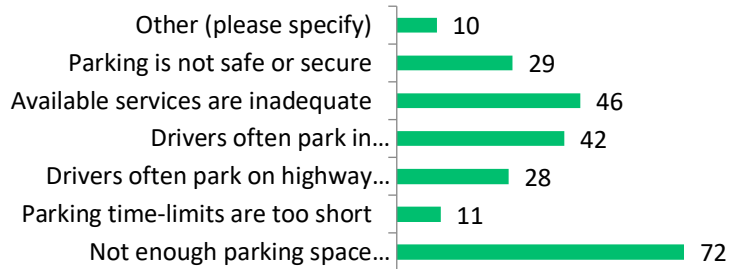 Other (please specify) 10
Parking is not safe or secure 29
Available services are inadequate 46
Drivers often park in... 42
Drivers often park on highway... 28
Parking time-limits are too short 11
Not enough parking space... 72